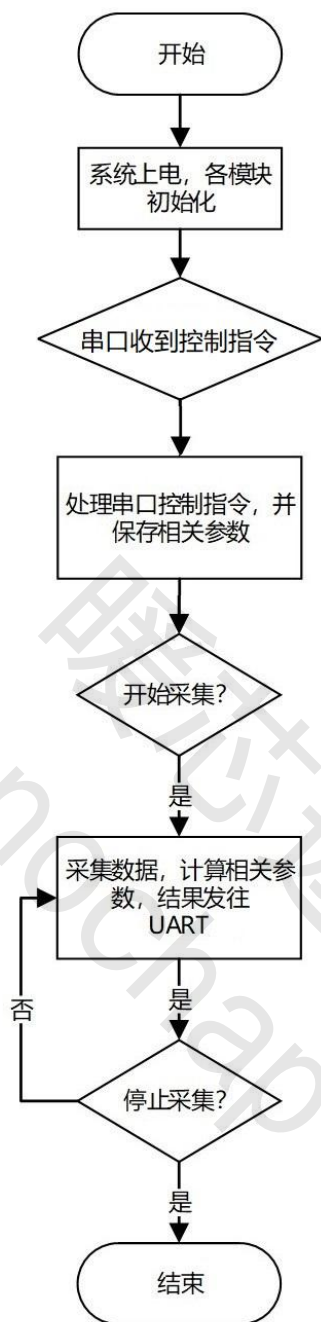 开始
系统上电，各模块
初始化
串口收到控制指令
处理串口控制指令，并
保存相关参数
开始采集?
是
采集数据，计算相关参
数，结果发往
UART
是
否
停止采集?
是
结束
暖芯
nochap